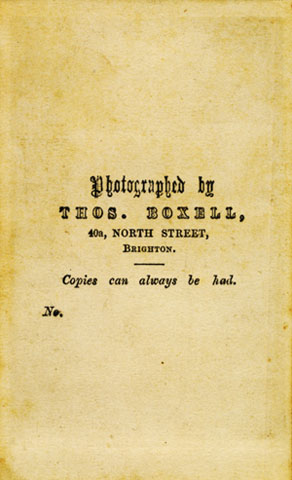 Photographed by
THOS. BOXELL,
40a, NORTH STREET,
BRIGHTON.
Copies can always be had.
No.